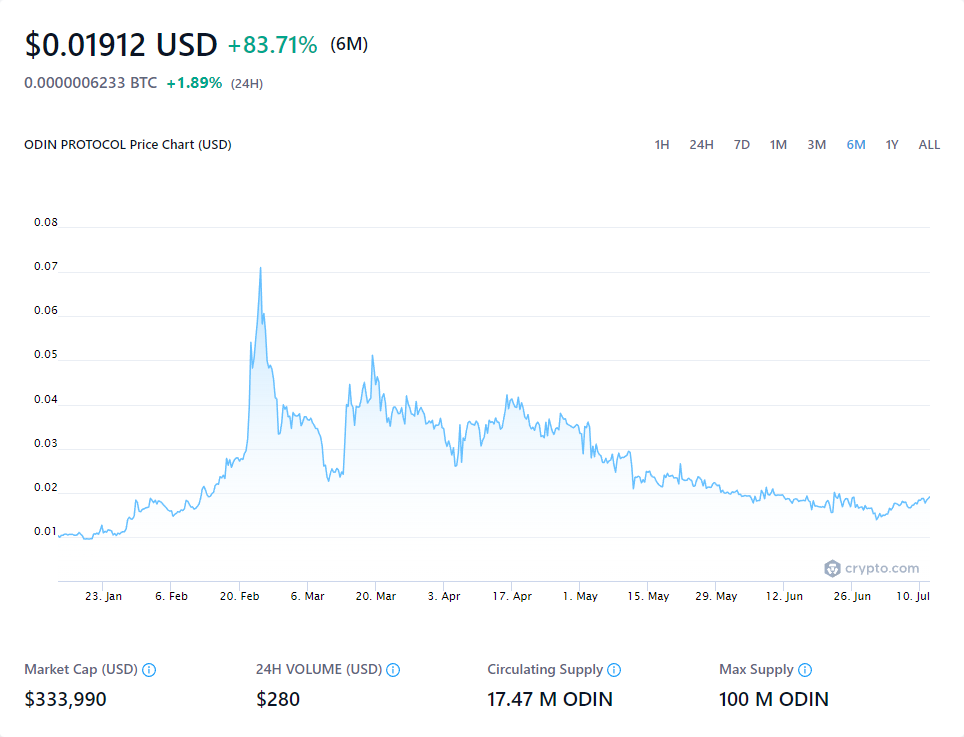 $0.01912 USD +83.71% (6M)
0.0000006233 BTC +1.89% (24H)
ODIN PROTOCOL Price Chart (USD) 1H 24H 7D 1M 3M 6M 1Y ALL
0.08
0.07
0.06
0.05
0.04
0.03
0.02
0.01
crypto.com
23. Jan 6. Feb 20. Feb 6. Mar 20. Mar 3. Apr 17. Apr 1. May 15. May 29. May 12. Jun 26. Jun 10. Jul
Market Cap (USD) 24H VOLUME (USD) Circulating Supply Max Supply
$333,990 $280 17.47 M ODIN 100 M ODIN